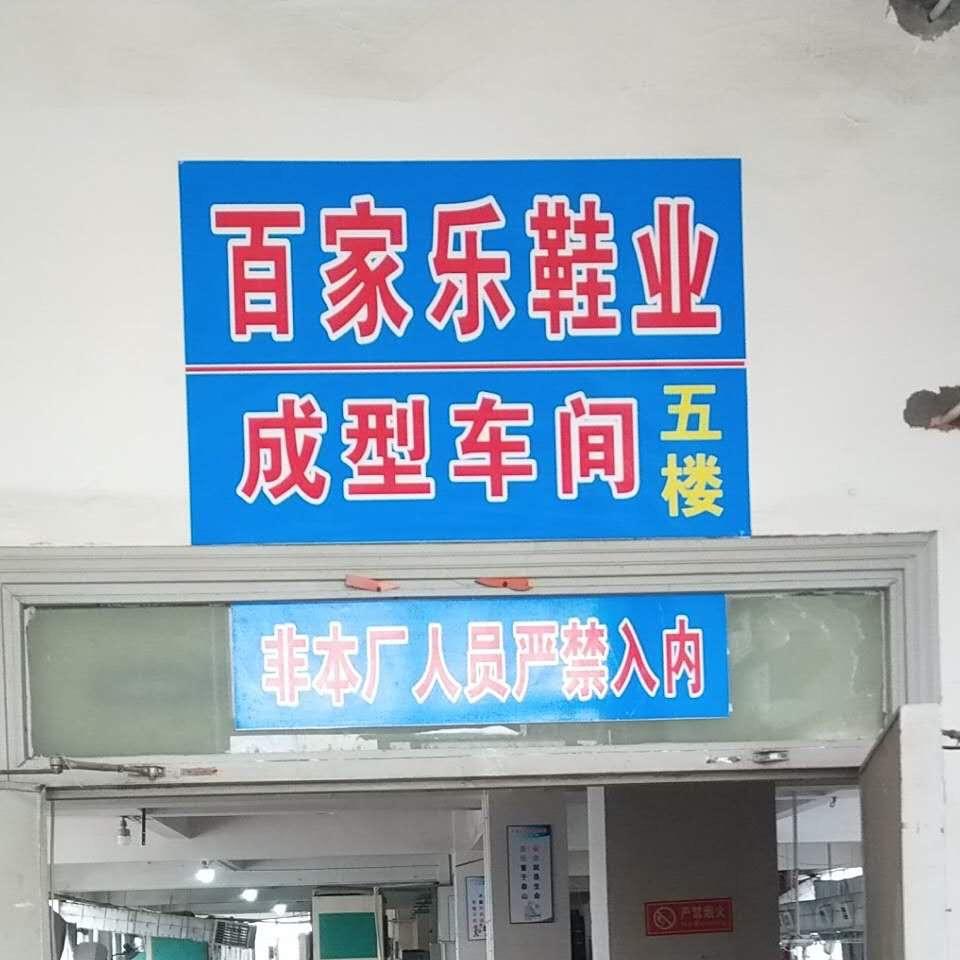 百家乐鞋业
成型车间
五楼
非本厂人员严禁入内
严禁烟火